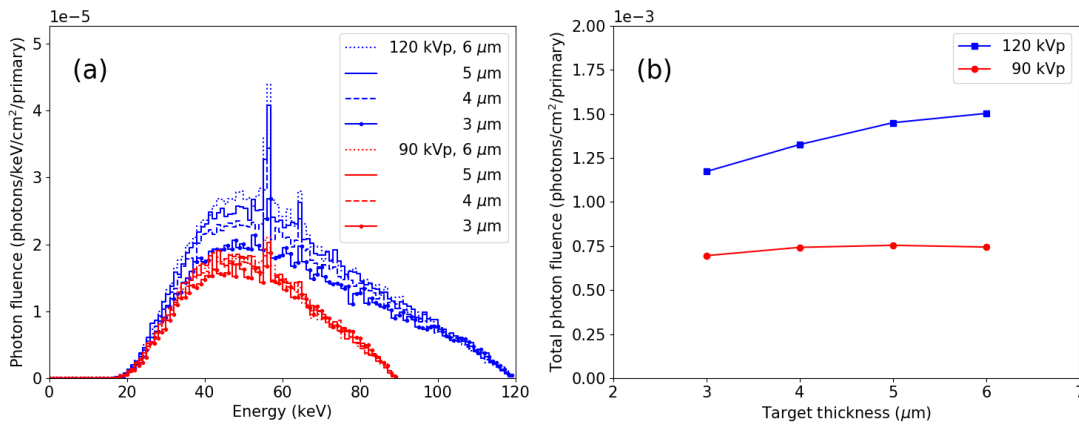 1e−5
(a)
120 kVp, 6 μm
5 μm
4 μm
3 μm
90 kVp, 6 μm
5 μm
4 μm
3 μm
5
4
3
2
1
0
Photon fluence (photons/keV/cm²/primary)
0 20 40 60 80 100 120
Energy (keV)
1e−3
(b)
120 kVp
90 kVp
2.00
1.75
1.50
1.25
1.00
0.75
0.50
0.25
0.00
Total photon fluence (photons/cm²/primary)
2 3 4 5 6 7
Target thickness (μm)